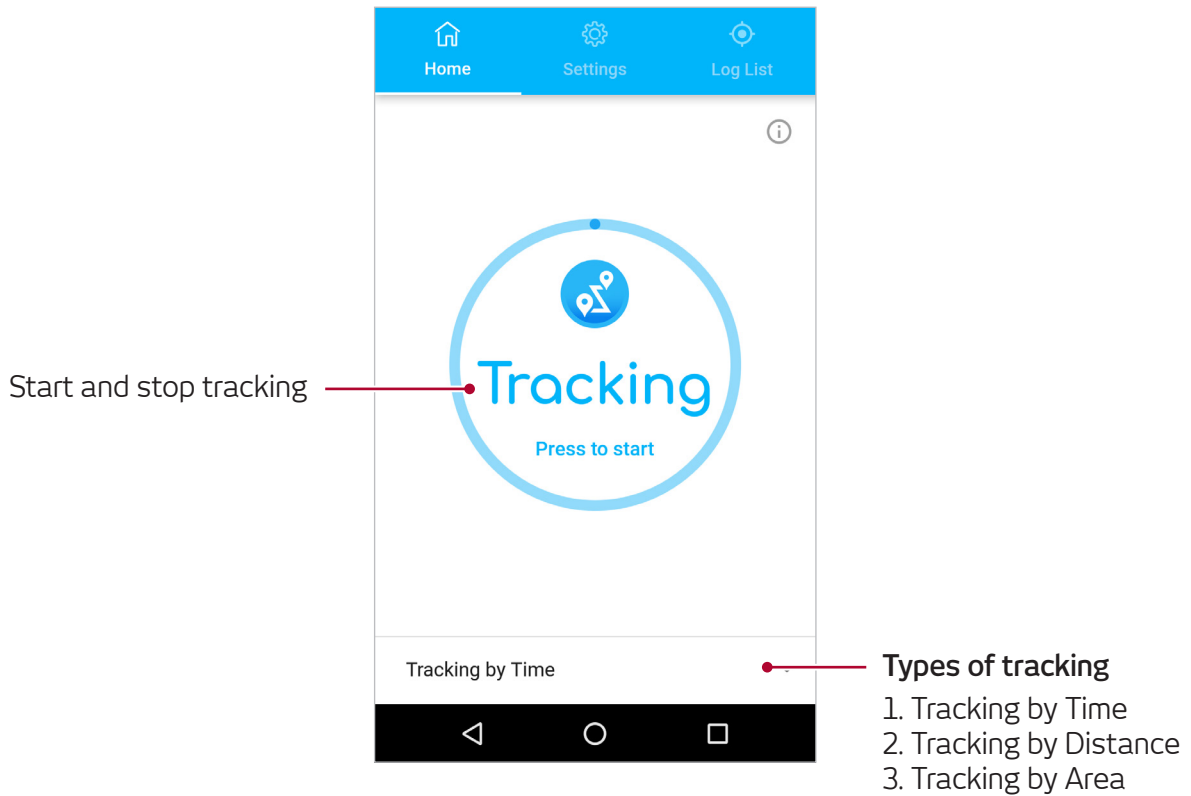 Home Settings Log List
Tracking
Press to start
Start and stop tracking
Tracking by Time
Types of tracking
1. Tracking by Time
2. Tracking by Distance
3. Tracking by Area